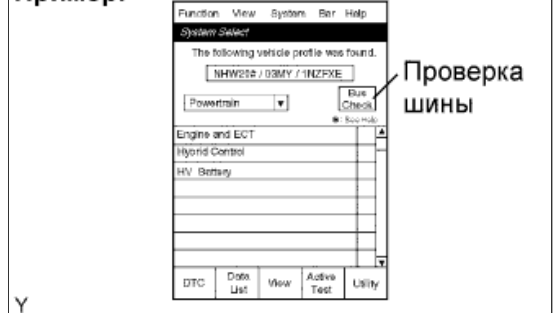 Пример:
Function View System Bar Help
System Select
The following vehicle profile was found.
NHW20# / 03MY / 1NZFXE
Powertrain ▼
Bus
Check
: See Help
Проверка
шины
Engine and ECT
Hybrid Control
HV Battery
DTC
Data
List
View
Active
Test
Utility
Y